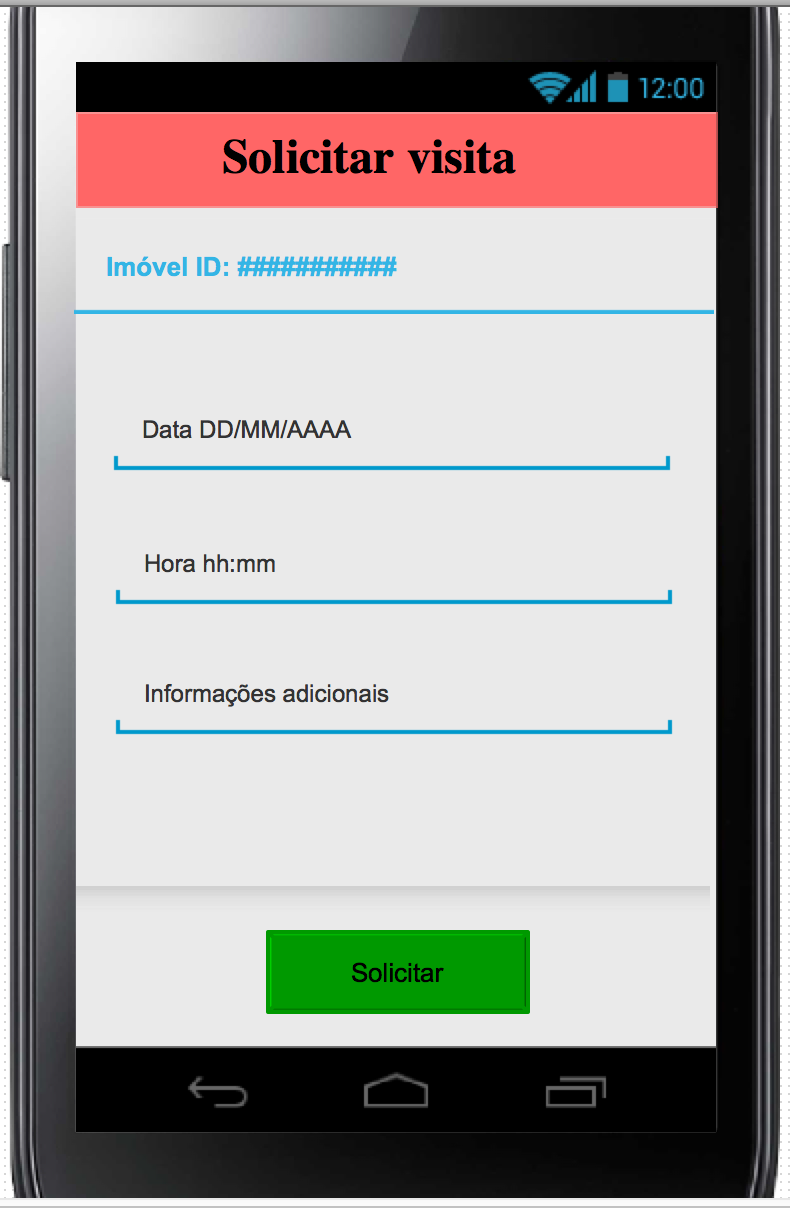 12:00
Solicitar visita
Imóvel ID: ###########
Data DD/MM/AAAA
Hora hh:mm
Informações adicionais
Solicitar